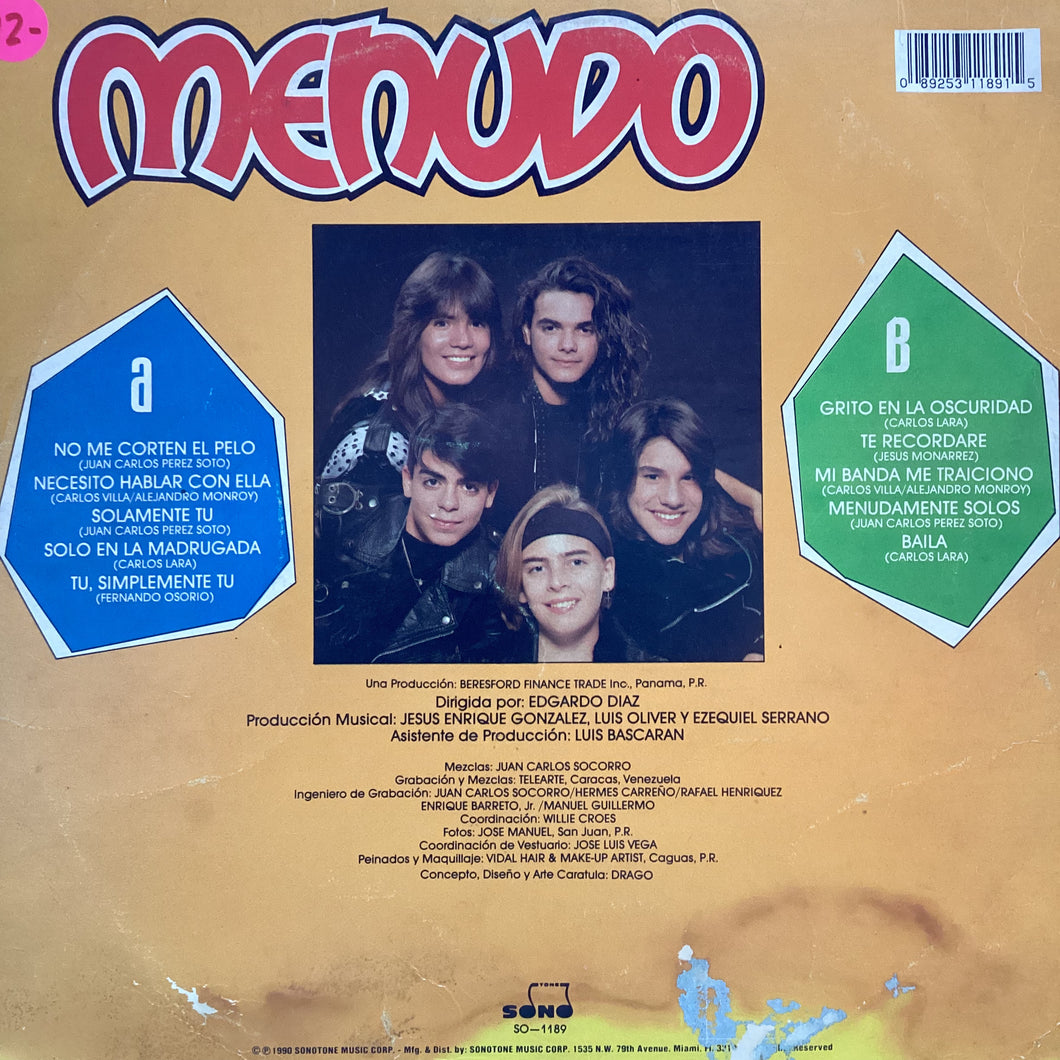 2-
MENUDO
0 89253 11891 5
a
NO ME CORTEN EL PELO
(JUAN CARLOS PEREZ SOTO)
NECESITO HABLAR CON ELLA
(CARLOS VILLA/ALEJANDRO MONROY)
SOLAMENTE TU
(JUAN CARLOS PEREZ SOTO)
SOLO EN LA MADRUGADA
(CARLOS LARA)
TU, SIMPLEMENTE TU
(FERNANDO OSORIO)
B
GRITO EN LA OSCURIDAD
(CARLOS LARA)
TE RECORDARE
(JESUS MONARREZ)
MI BANDA ME TRAICIONO
(CARLOS VILLA/ALEJANDRO MONROY)
MENUDAMENTE SOLOS
(JUAN CARLOS PEREZ SOTO)
BAILA
(CARLOS LARA)
Una Producción: BERESFORD FINANCE TRADE Inc., Panama, P.R.
Dirigida por: EDGARDO DIAZ
Producción Musical: JESUS ENRIQUE GONZALEZ, LUIS OLIVER Y EZEQUIEL SERRANO
Asistente de Producción: LUIS BASCARAN
Mezclas: JUAN CARLOS SOCORRO
Grabación y Mezclas: TELEARTE, Caracas, Venezuela
Ingeniero de Grabación: JUAN CARLOS SOCORRO/HERMES CARREÑO/RAFAEL HENRIQUEZ
ENRIQUE BARRETO, Jr. /MANUEL GUILLERMO
Coordinación: WILLIE CROES
Fotos: JOSE MANUEL, San Juan, P.R.
Coordinación de Vestuario: JOSE LUIS VEGA
Peinados y Maquillaje: VIDAL HAIR & MAKE-UP ARTIST, Caguas, P.R.
Concepto, Diseño y Arte Caratula: DRAGO
SONO TONE
SO—1189
©℗ 1990 SONOTONE MUSIC CORP. - Mfg. & Dist. by: SONOTONE MUSIC CORP. 1535 N.W. 79th Avenue. Miami, Fl. Reserved